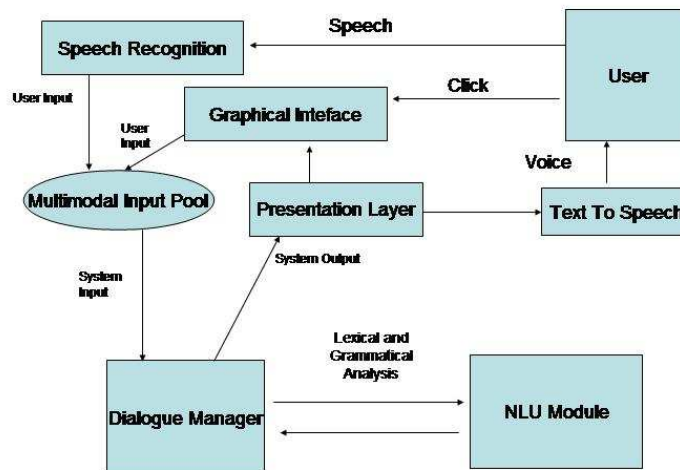 Speech
Speech Recognition
User
Click
User Input
Graphical Inteface
User
Input
Voice
Multimodal Input Pool
Presentation Layer
Text To Speech
System Output
System
Input
Lexical and
Grammatical
Analysis
Dialogue Manager
NLU Module